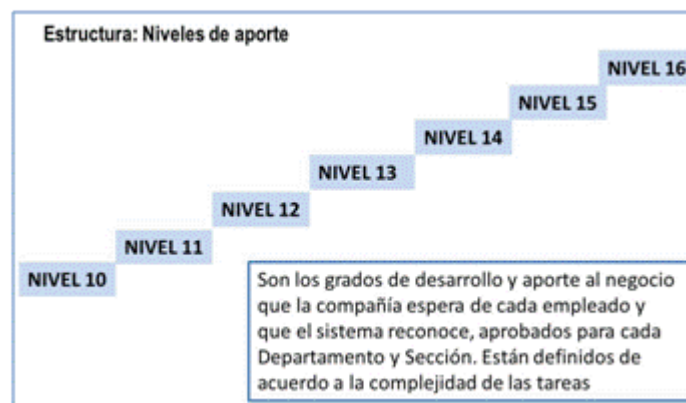 Estructura: Niveles de aporte
NIVEL 16
NIVEL 15
NIVEL 14
NIVEL 13
NIVEL 12
NIVEL 11
NIVEL 10
Son los grados de desarrollo y aporte al negocio
que la compañía espera de cada empleado y
que el sistema reconoce, aprobados para cada
Departamento y Sección. Están definidos de
acuerdo a la complejidad de las tareas